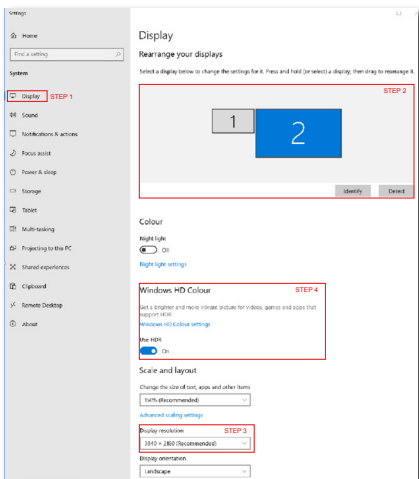 Settings
Home
Find a setting
System
Display STEP 1
Sound
Notifications & actions
Focus assist
Power & sleep
Storage
Tablet
Multi-tasking
Projecting to this PC
Shared experiences
Clipboard
Remote Desktop
About
Display
Rearrange your displays
Select a display below to change the settings for it. Press and hold (or select) a display, then drag to rearrange it.
STEP 2
1 2
Identify Detect
Colour
Night light
Off
Night light settings
Windows HD Colour STEP 4
Get a brighter and more vibrant picture for videos, games and apps that
support HDR.
Windows HD Colour settings
Use HDR
On
Scale and layout
Change the size of text, apps and other items
150% (Recommended)
Advanced scaling settings
Display resolution STEP 3
3840 × 2160 (Recommended)
Display orientation
Landscape